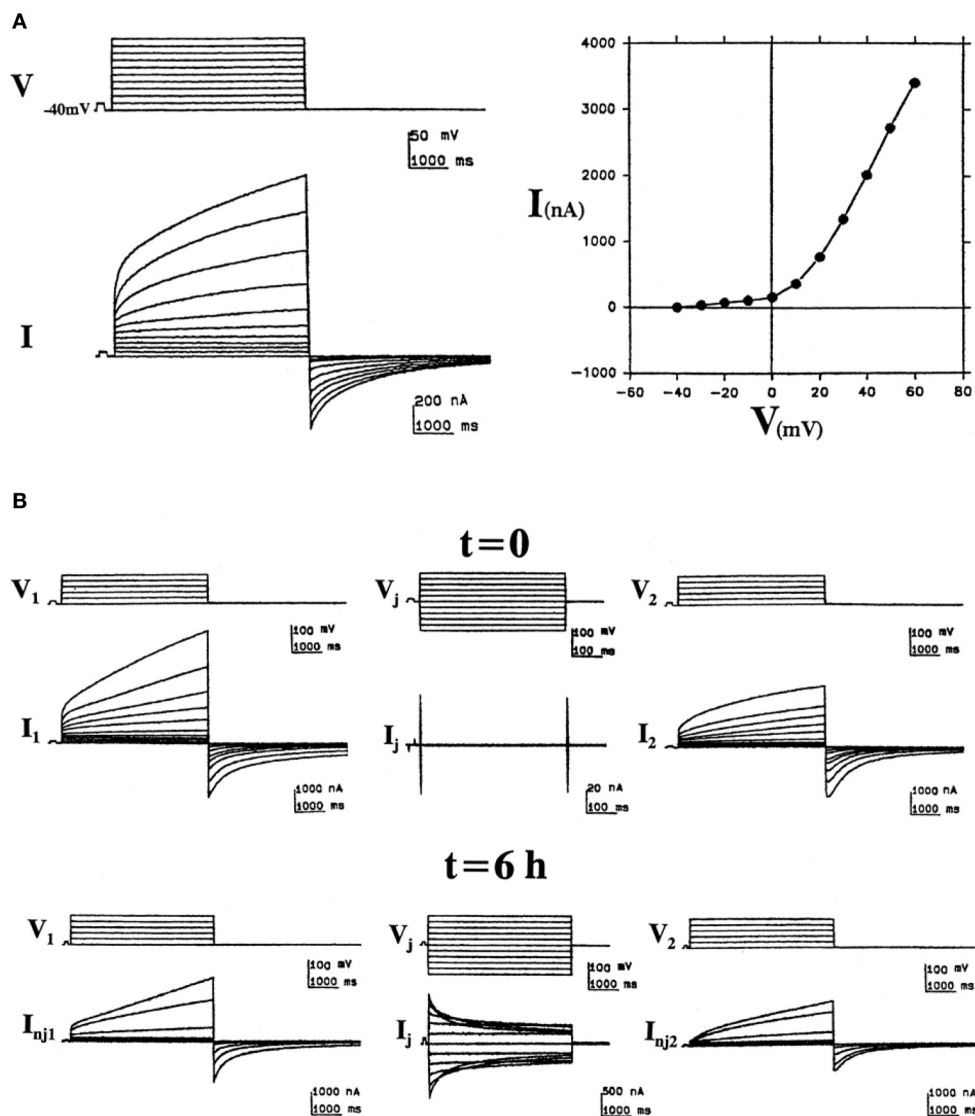 A
V
-40mV
50 mV
1000 ms
I
200 nA
1000 ms
4000
3000
2000
1000
0
-1000
I(nA)
-60 -40 -20 0 20 40 60 80
V(mV)
B
t=0
V1
100 mV
1000 ms
Vj
100 mV
100 ms
V2
100 mV
1000 ms
I1
1000 nA
1000 ms
Ij
20 nA
100 ms
I2
1000 nA
1000 ms
t=6 h
V1
100 mV
1000 ms
Vj
100 mV
1000 ms
V2
100 mV
1000 ms
Inj1
1000 nA
1000 ms
Ij
500 nA
1000 ms
Inj2
1000 nA
1000 ms